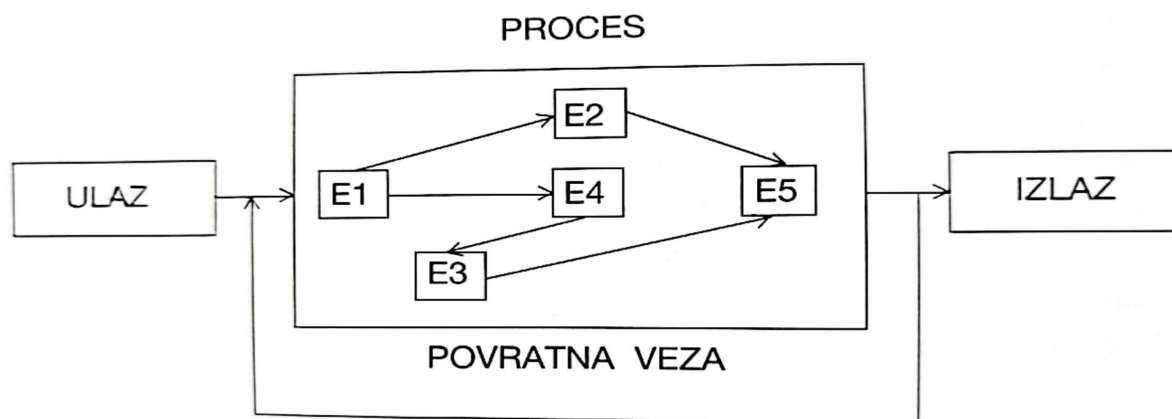 PROCES
E2
ULAZ
E1
E4
E5
IZLAZ
E3
POVRATNA VEZA